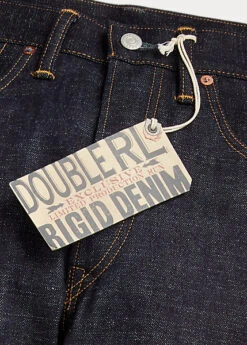 DOUBLE RL
EXCLUSIVE
LIMITED PRODUCTION RUN
RIGID DENIM